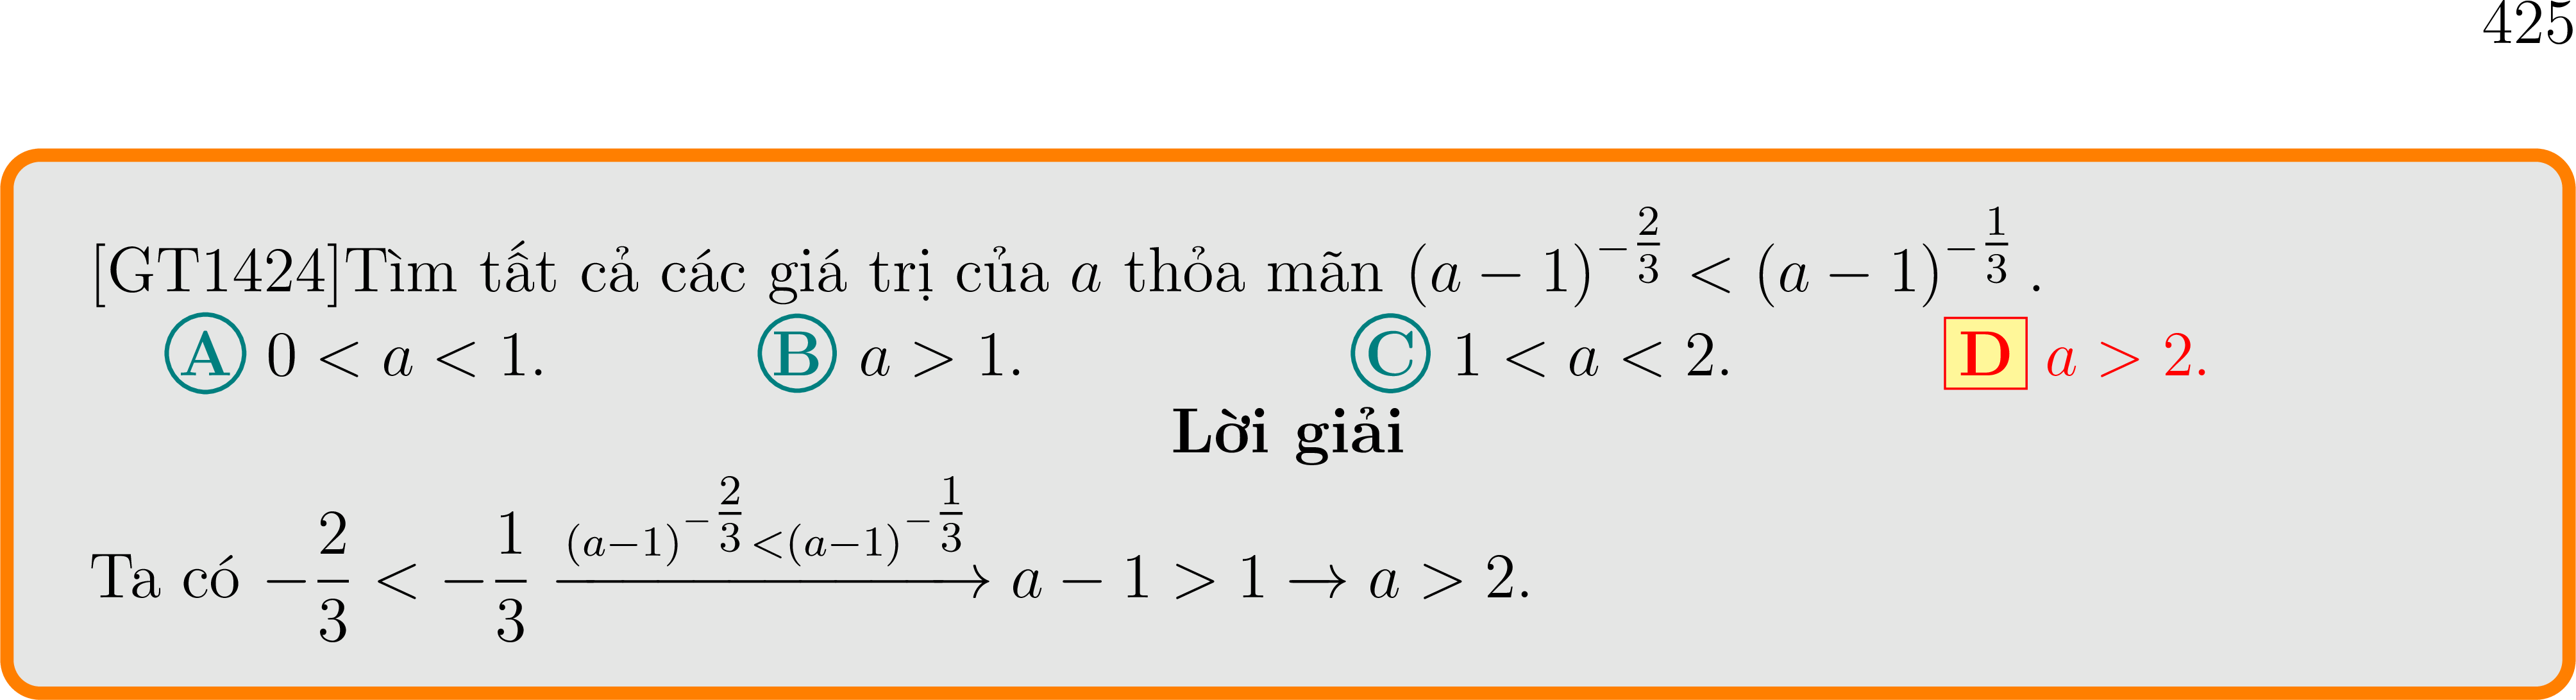 425
[GT1424]Tìm tất cả các giá trị của a thỏa mãn $(a-1)^{-\frac{2}{3}} < (a-1)^{-\frac{1}{3}}$.
A 0 < a < 1. B a > 1. C 1 < a < 2. D a > 2.
Lời giải
Ta có $-\frac{2}{3} < -\frac{1}{3} \xrightarrow{(a-1)^{-\frac{2}{3}} < (a-1)^{-\frac{1}{3}}} a - 1 > 1 \rightarrow a > 2$.